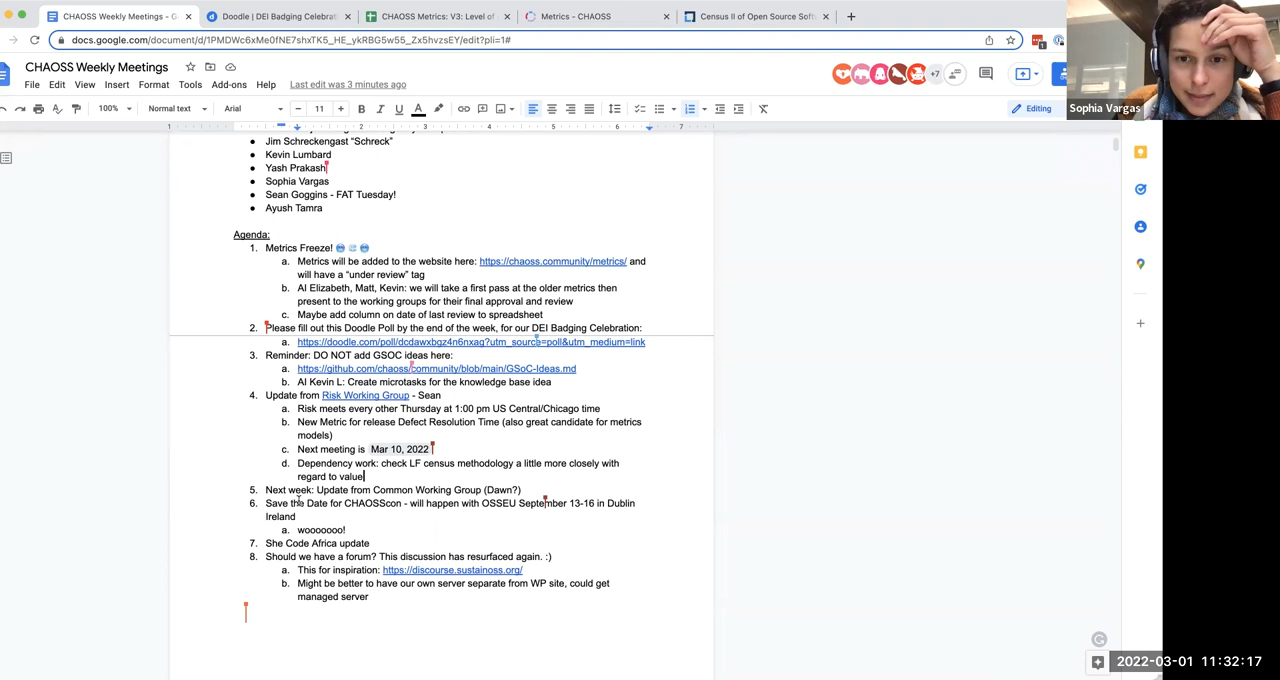 CHAOSS Weekly Meetings - G
Doodle | DEI Badging Celebrat
CHAOSS Metrics: V3: Level of
Metrics - CHAOSS
Census II of Open Source Soft
docs.google.com/document/d/1PMDWc6xMe0fNE7shxTK5_HE_ykRBG5w55_Zx5hvzsEY/edit?pli=1#
CHAOSS Weekly Meetings
File Edit View Insert Format Tools Add-ons Help Last edit was 3 minutes ago
+7
100% Normal text Arial 11 Editing
Sophia Vargas
1 1 2 3 4 5 6 7
● Jim Schreckengast “Schreck”
● Kevin Lumbard
● Yash Prakash
● Sophia Vargas
● Sean Goggins - FAT Tuesday!
● Ayush Tamra
Agenda:
1. Metrics Freeze! 🥶 🧊 🥶
a. Metrics will be added to the website here: https://chaoss.community/metrics/ and
will have a “under review” tag
b. AI Elizabeth, Matt, Kevin: we will take a first pass at the older metrics then
present to the working groups for their final approval and review
c. Maybe add column on date of last review to spreadsheet
2. Please fill out this Doodle Poll by the end of the week, for our DEI Badging Celebration:
a. https://doodle.com/poll/dcdawxbgz4n6nxag?utm_source=poll&utm_medium=link
3. Reminder: DO NOT add GSOC ideas here:
a. https://github.com/chaoss/community/blob/main/GSoC-Ideas.md
b. AI Kevin L: Create microtasks for the knowledge base idea
4. Update from Risk Working Group - Sean
a. Risk meets every other Thursday at 1:00 pm US Central/Chicago time
b. New Metric for release Defect Resolution Time (also great candidate for metrics
models)
c. Next meeting is Mar 10, 2022
d. Dependency work: check LF census methodology a little more closely with
regard to value
5. Next week: Update from Common Working Group (Dawn?)
6. Save the Date for CHAOSScon - will happen with OSSEU September 13-16 in Dublin
Ireland
a. wooooooo!
7. She Code Africa update
8. Should we have a forum? This discussion has resurfaced again. :)
a. This for inspiration: https://discourse.sustainoss.org/
b. Might be better to have our own server separate from WP site, could get
managed server
2022-03-01 11:32:17